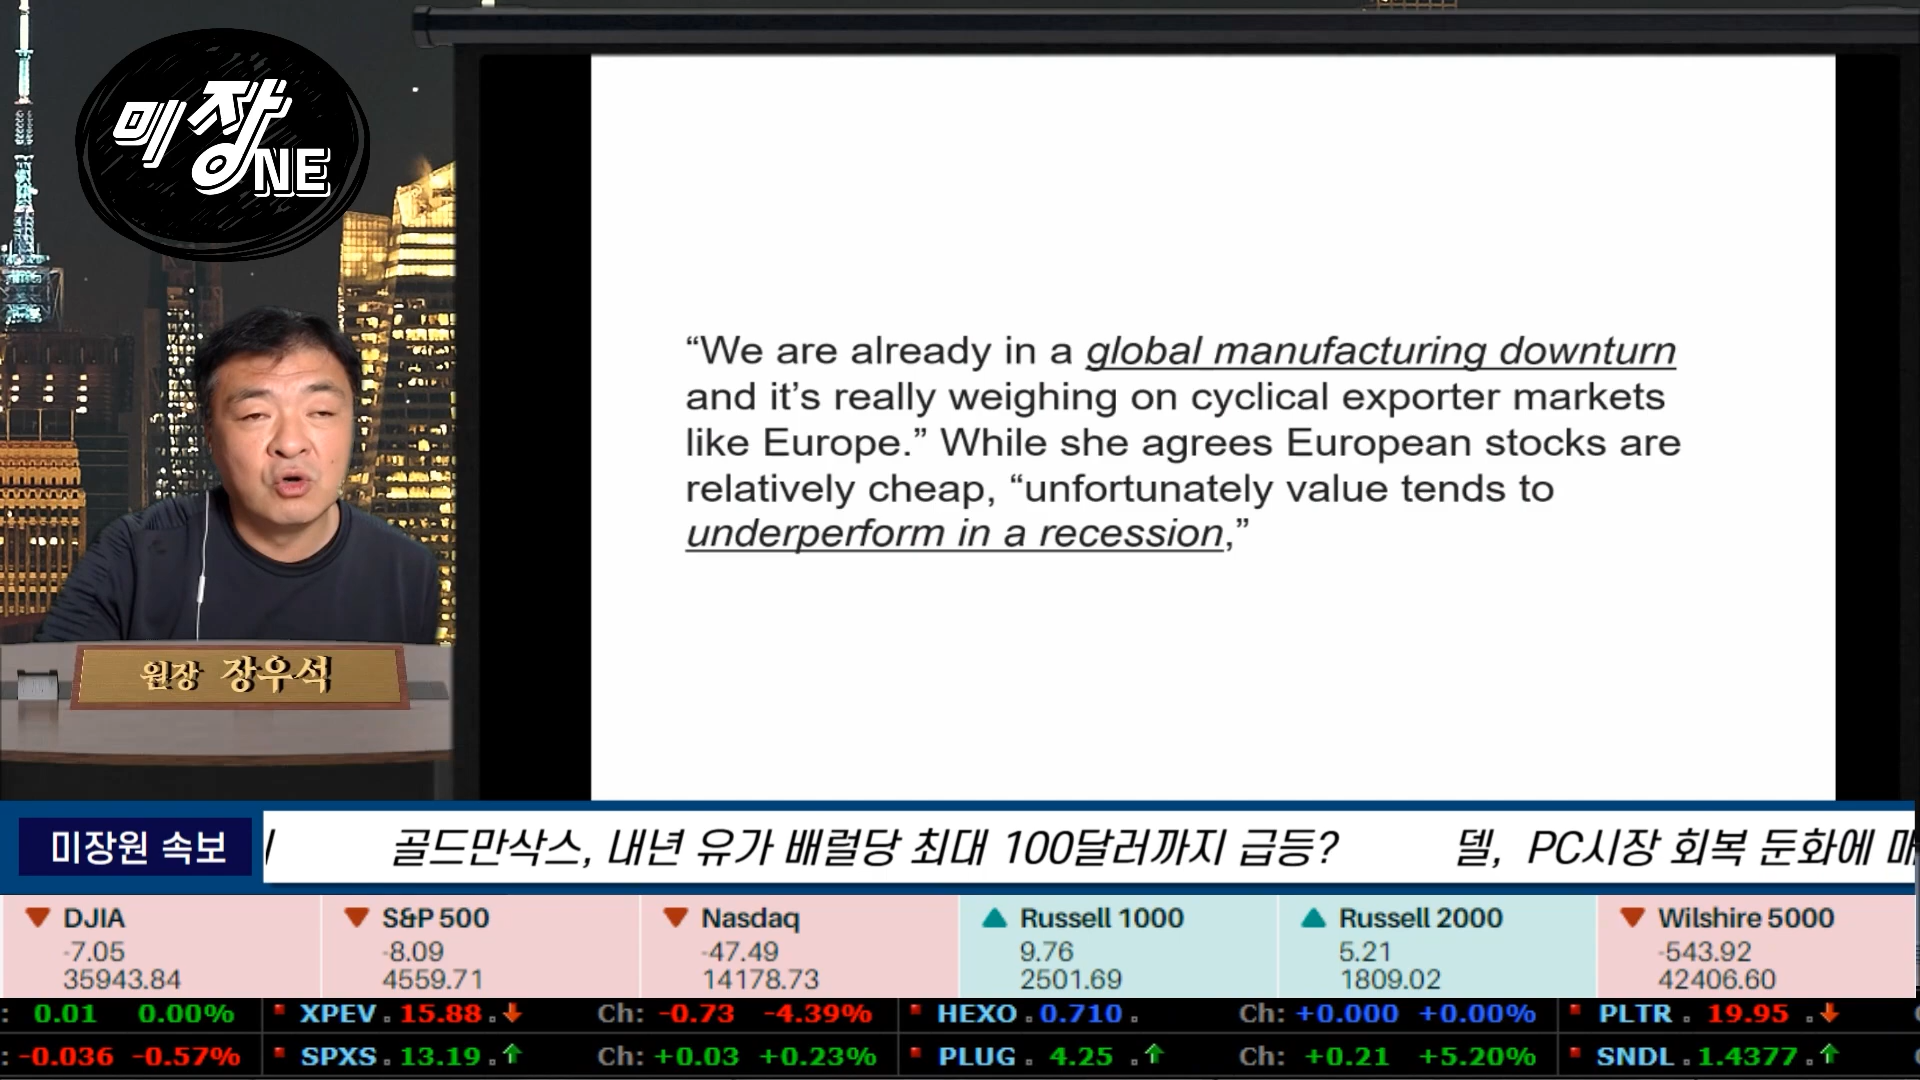 미장NE
“We are already in a global manufacturing downturn
and it’s really weighing on cyclical exporter markets
like Europe.” While she agrees European stocks are
relatively cheap, “unfortunately value tends to
underperform in a recession,”
원장 장우석
미장원 속보
골드만삭스, 내년 유가 배럴당 최대 100달러까지 급등? 델, PC시장 회복 둔화에
DJIA
-7.05
35943.84
S&P 500
-8.09
4559.71
Nasdaq
-47.49
14178.73
Russell 1000
9.76
2501.69
Russell 2000
5.21
1809.02
Wilshire 5000
-543.92
42406.60
: 0.01 0.00% XPEV 15.88 Ch: -0.73 -4.39% HEXO 0.710 Ch: +0.000 +0.00% PLTR 19.95
: -0.036 -0.57% SPXS 13.19 Ch: +0.03 +0.23% PLUG 4.25 Ch: +0.21 +5.20% SNDL 1.4377